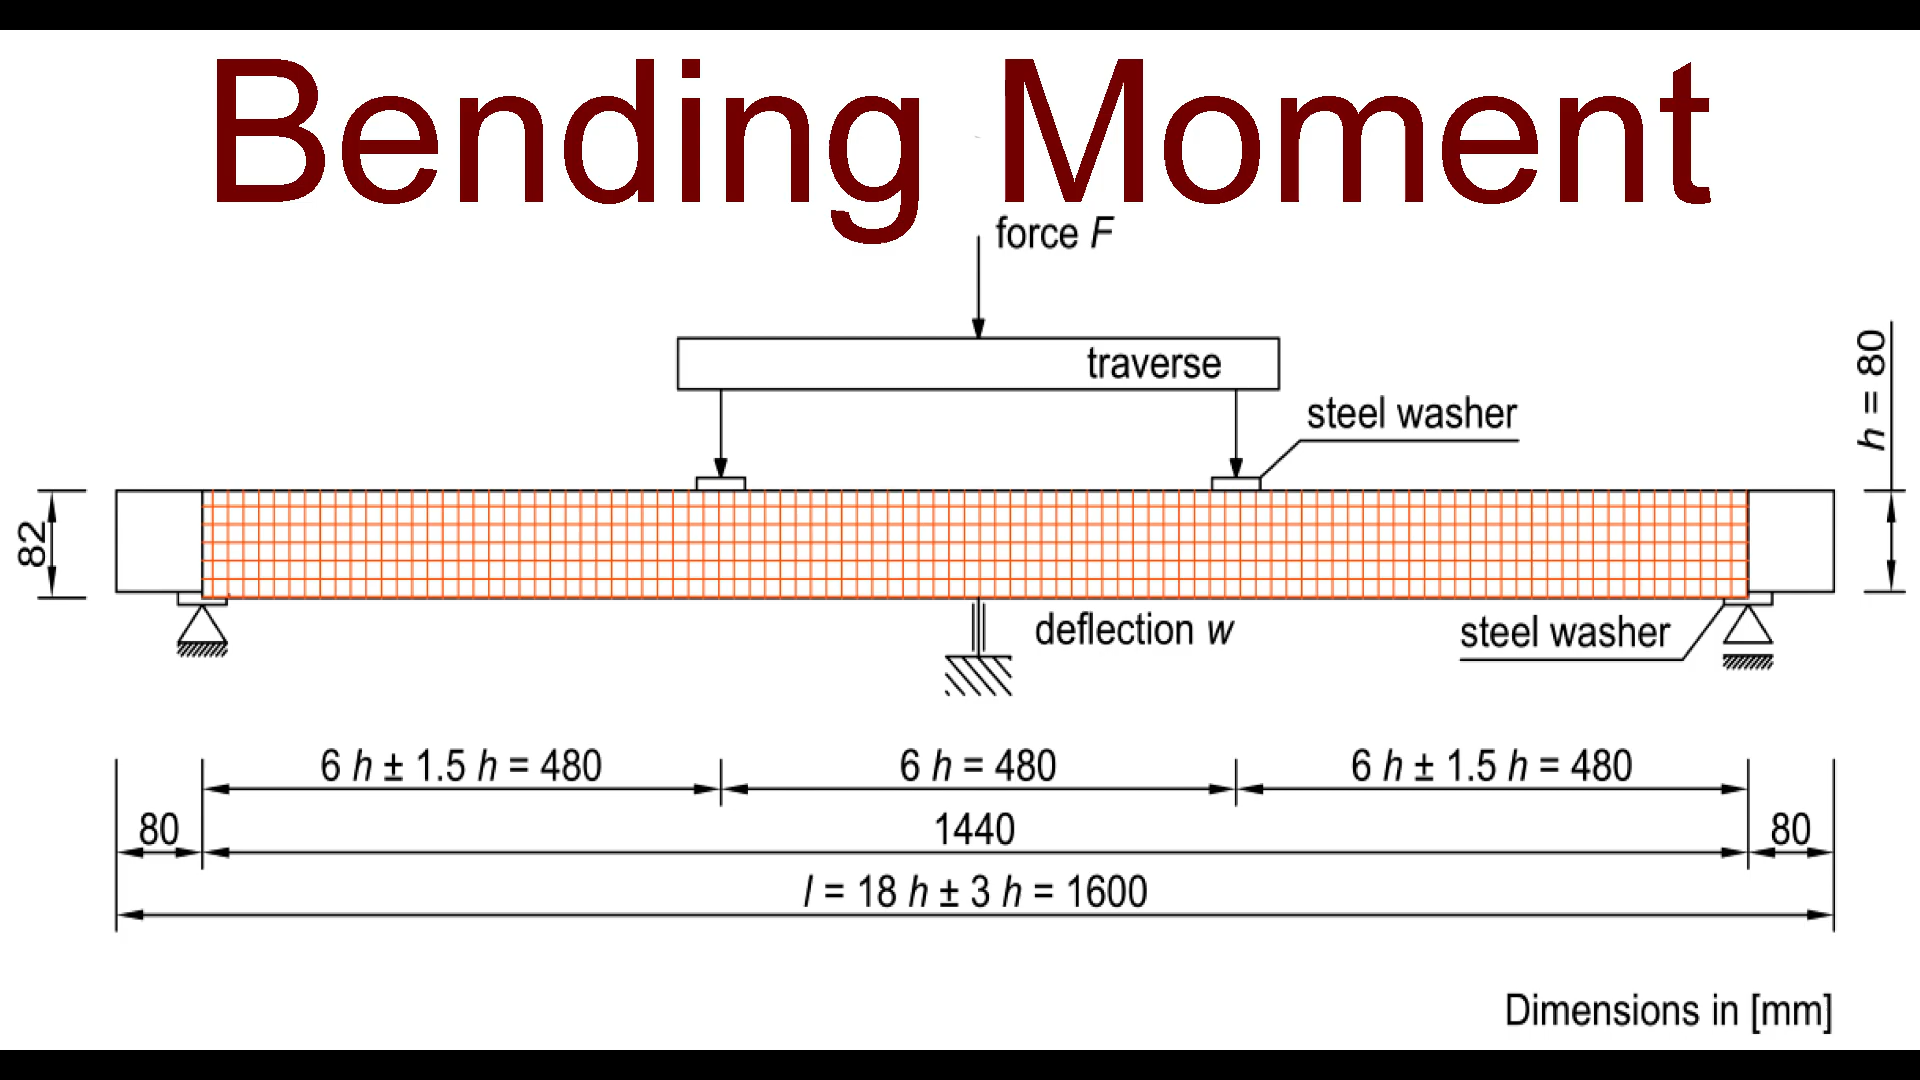 Bending Moment
force F
traverse
steel washer
h = 80
82
deflection w
steel washer
6 h ± 1.5 h = 480
6 h = 480
6 h ± 1.5 h = 480
80
1440
80
l = 18 h ± 3 h = 1600
Dimensions in [mm]